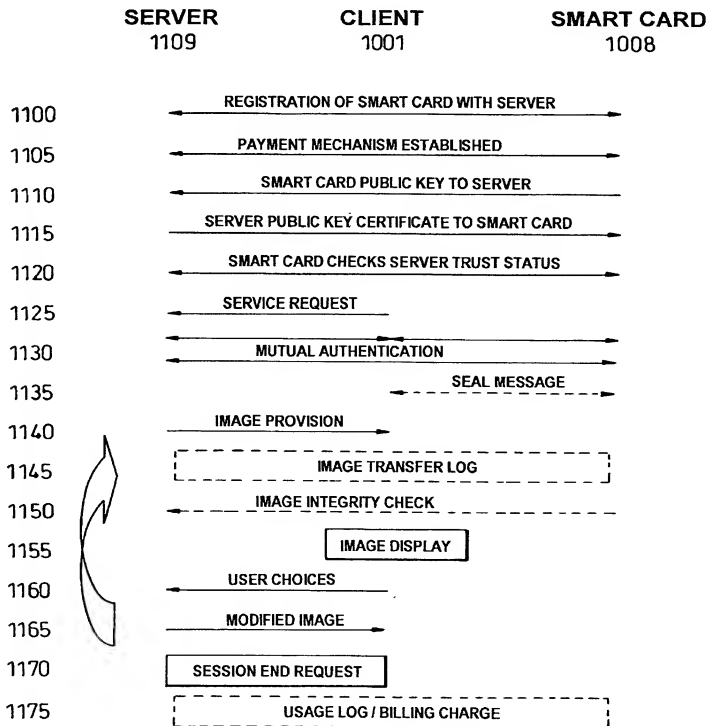 SERVER CLIENT SMART CARD
1109 1001 1008
1100 REGISTRATION OF SMART CARD WITH SERVER
1105 PAYMENT MECHANISM ESTABLISHED
1110 SMART CARD PUBLIC KEY TO SERVER
1115 SERVER PUBLIC KEY CERTIFICATE TO SMART CARD
1120 SMART CARD CHECKS SERVER TRUST STATUS
1125 SERVICE REQUEST
1130 MUTUAL AUTHENTICATION
1135 SEAL MESSAGE
1140 IMAGE PROVISION
1145 IMAGE TRANSFER LOG
1150 IMAGE INTEGRITY CHECK
1155 IMAGE DISPLAY
1160 USER CHOICES
1165 MODIFIED IMAGE
1170 SESSION END REQUEST
1175 USAGE LOG / BILLING CHARGE